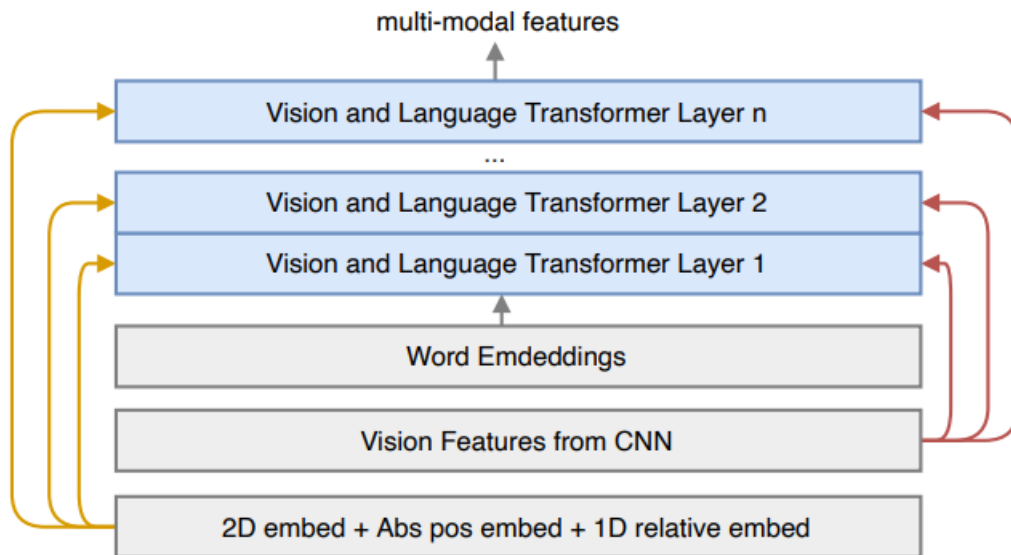 multi-modal features
Vision and Language Transformer Layer n
...
Vision and Language Transformer Layer 2
Vision and Language Transformer Layer 1
Word Emdeddings
Vision Features from CNN
2D embed + Abs pos embed + 1D relative embed